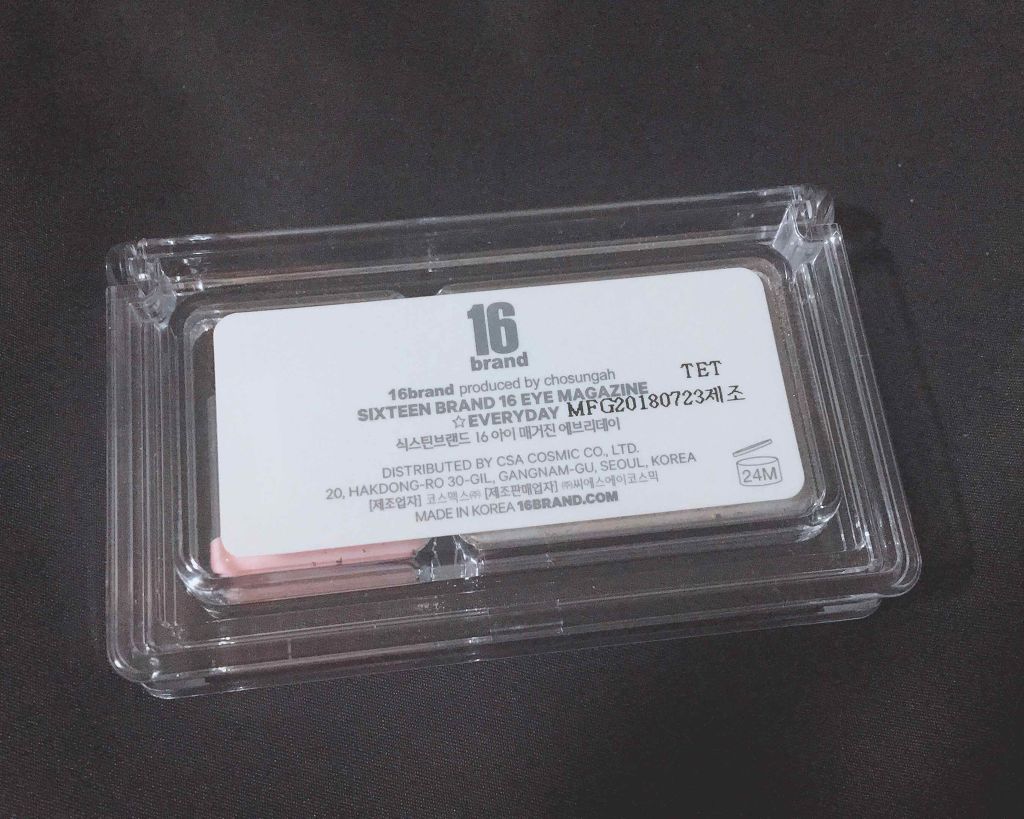 16
brand
16brand produced by chosungah
SIXTEEN BRAND 16 EYE MAGAZINE
☆EVERYDAY
TET
MFG20180723제조
식스틴브랜드 16 아이 매거진 에브리데이
DISTRIBUTED BY CSA COSMIC CO., LTD.
20, HAKDONG-RO 30-GIL, GANGNAM-GU, SEOUL, KOREA
[제조업자] 코스맥스㈜ [제조판매업자] ㈜씨에스에이코스믹
MADE IN KOREA 16BRAND.COM
24M